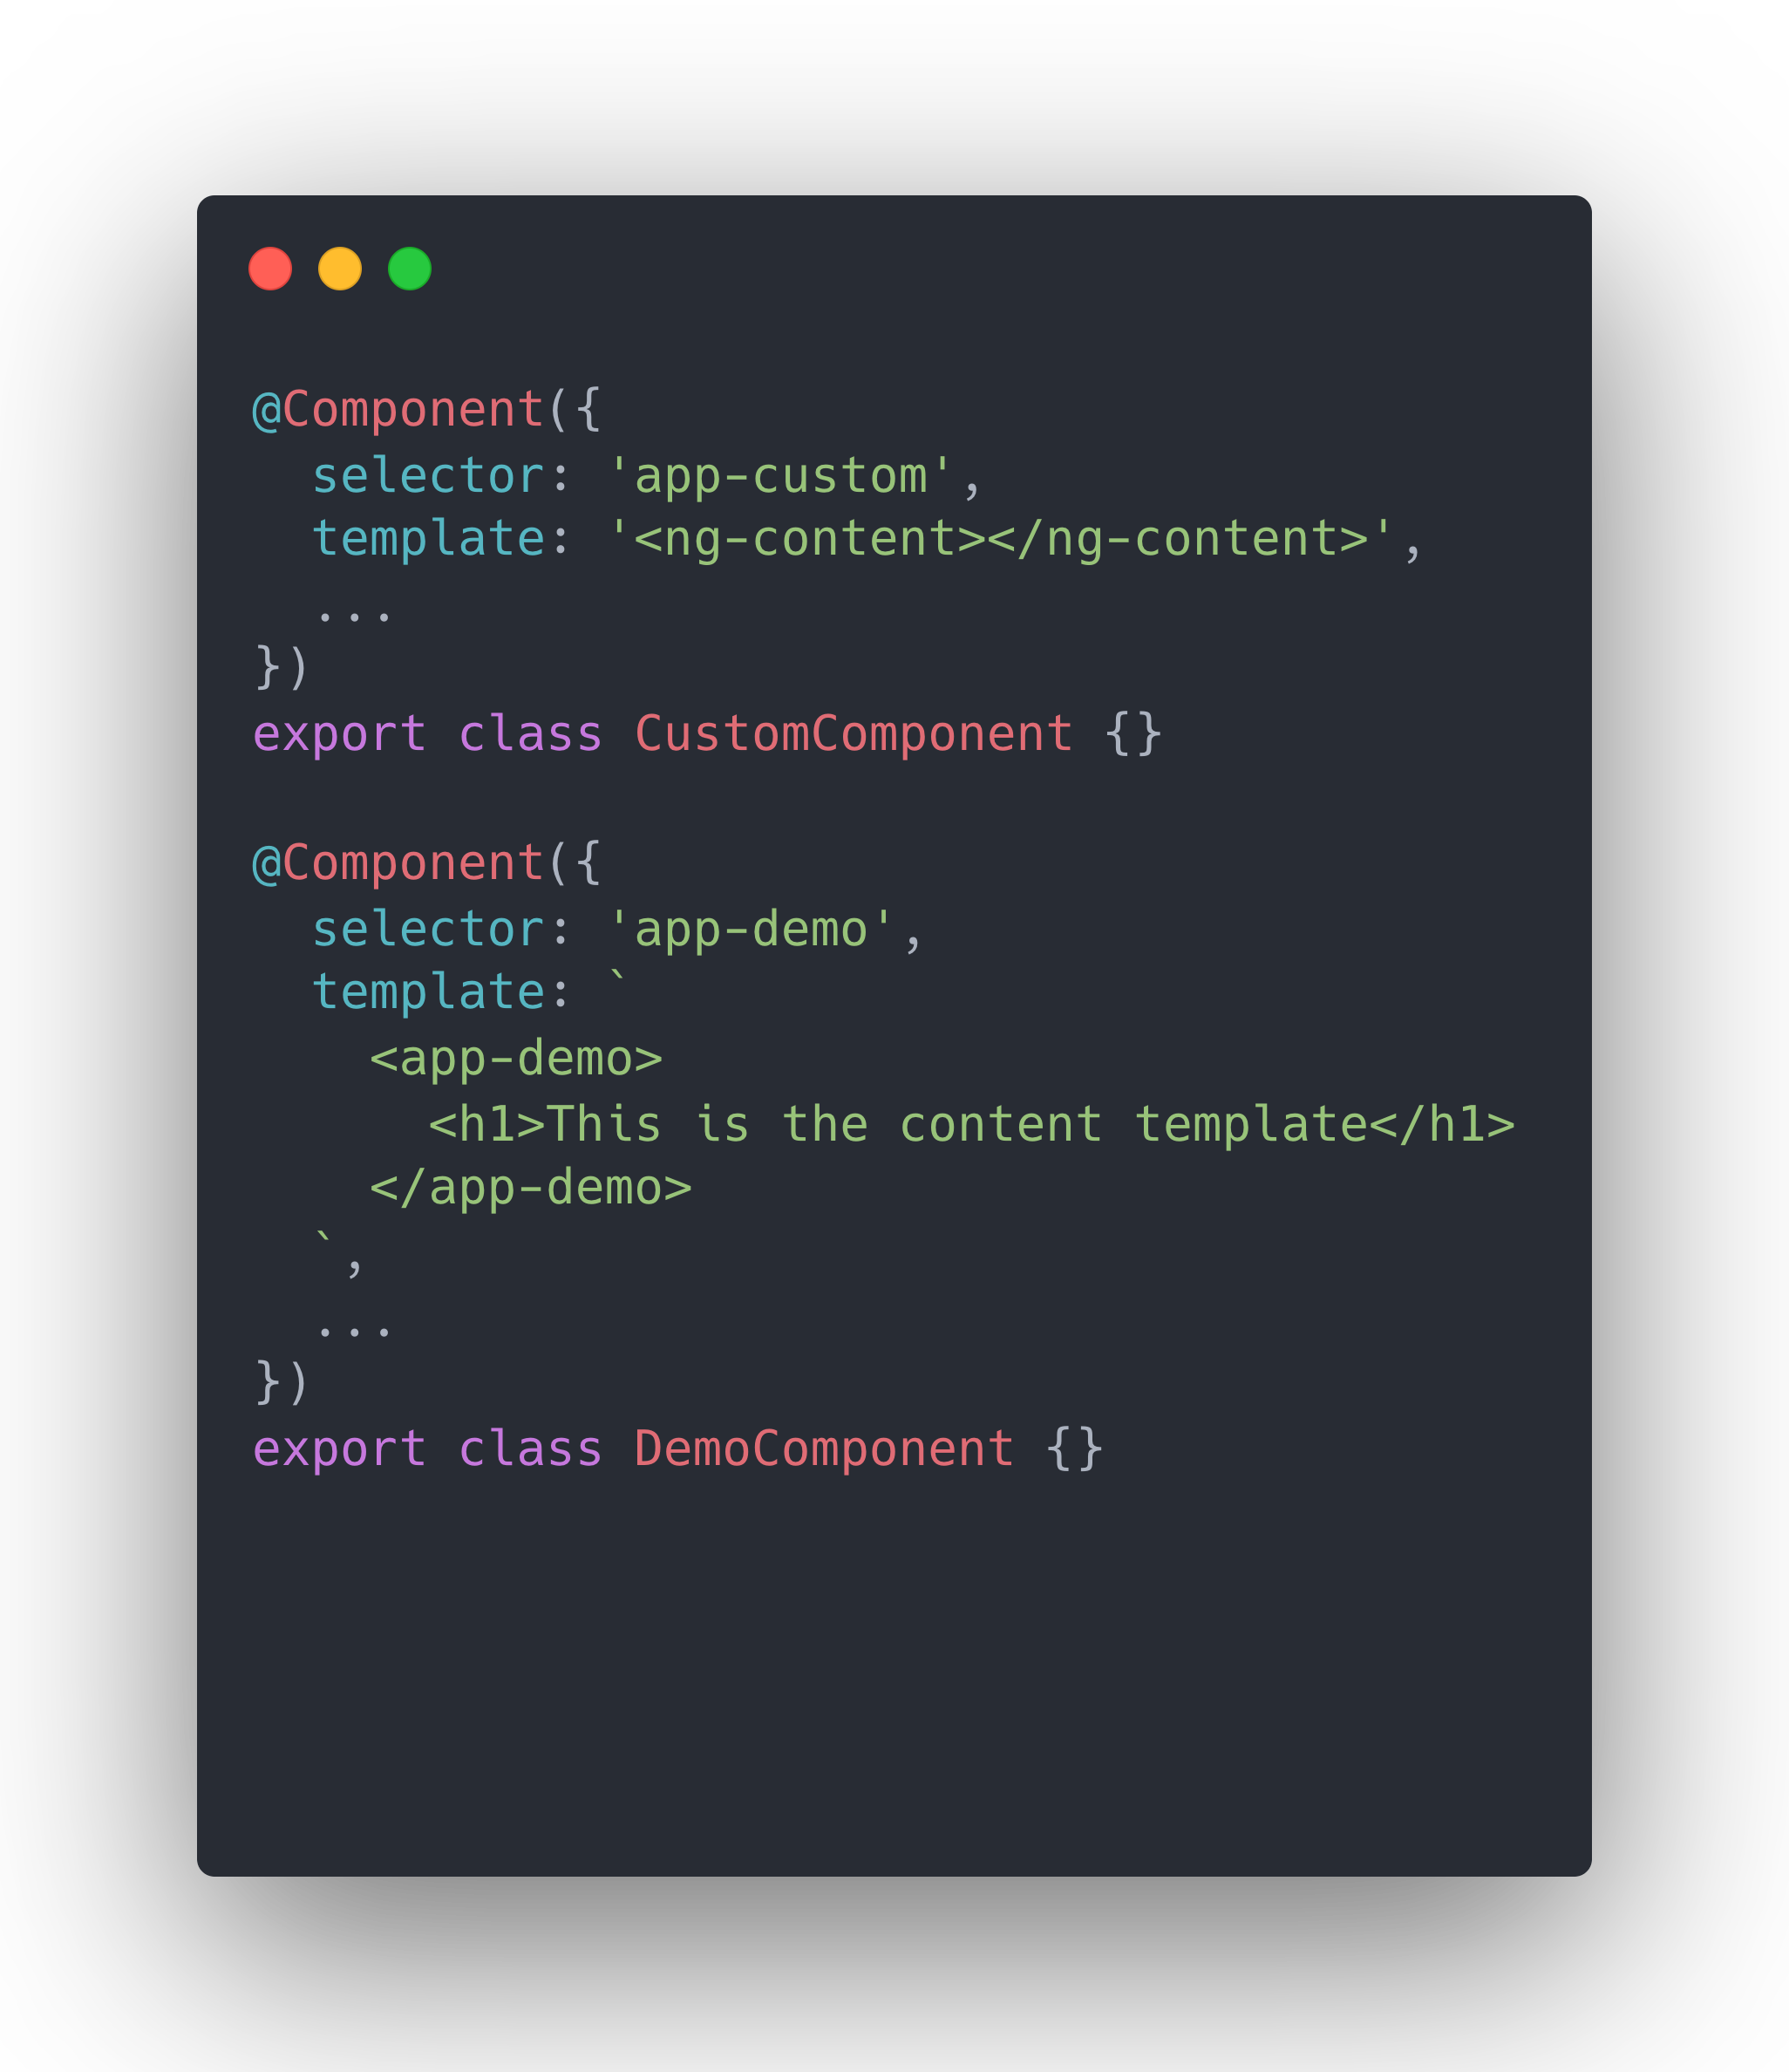 @Component({
  selector: 'app-custom',
  template: '<ng-content></ng-content>',
  ...
})
export class CustomComponent {}

@Component({
  selector: 'app-demo',
  template: `
    <app-demo>
      <h1>This is the content template</h1>
    </app-demo>
  `,
  ...
})
export class DemoComponent {}